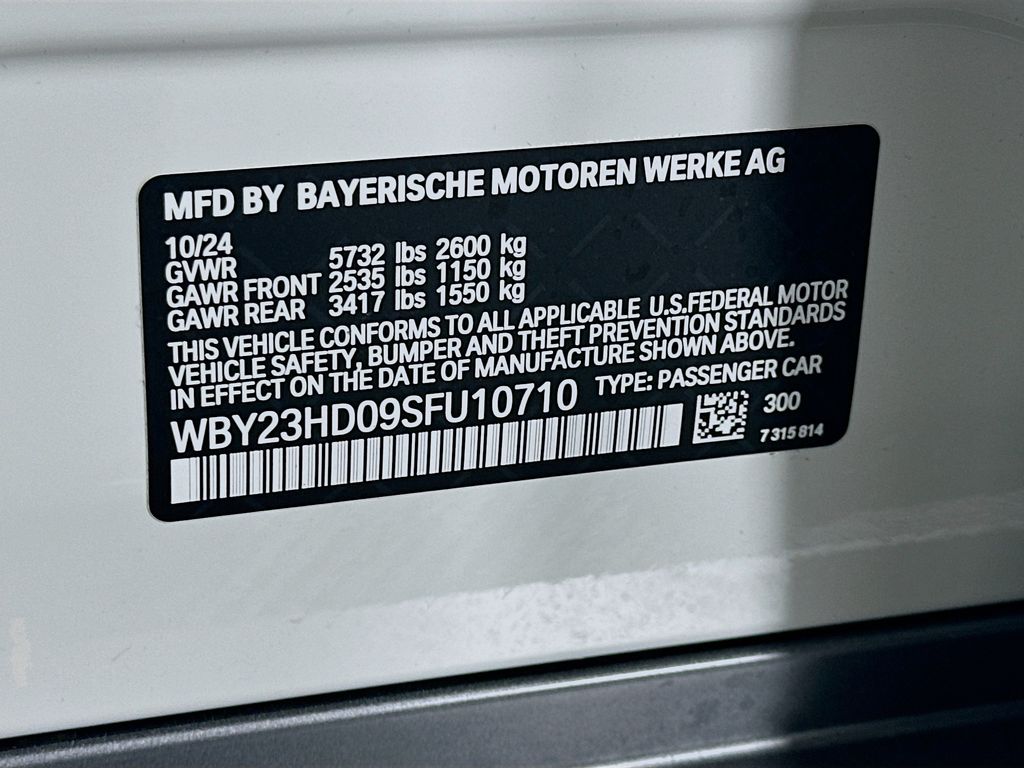 MFD BY BAYERISCHE MOTOREN WERKE AG
10/24
GVWR 5732 lbs 2600 kg
GAWR FRONT 2535 lbs 1150 kg
GAWR REAR 3417 lbs 1550 kg
THIS VEHICLE CONFORMS TO ALL APPLICABLE U.S.FEDERAL MOTOR
VEHICLE SAFETY, BUMPER AND THEFT PREVENTION STANDARDS
IN EFFECT ON THE DATE OF MANUFACTURE SHOWN ABOVE.
WBY23HD09SFU10710 TYPE: PASSENGER CAR
300
7 315 814